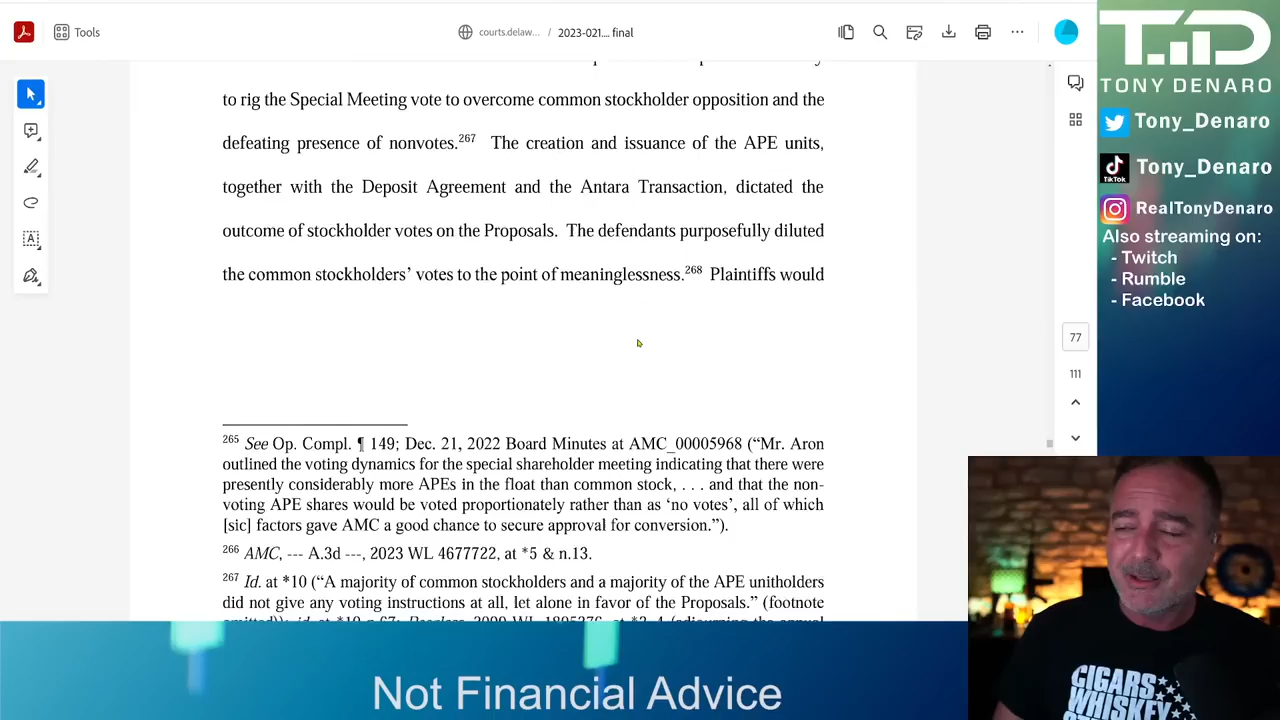 Tools
courts.delaw... / 2023-021.... final
to rig the Special Meeting vote to overcome common stockholder opposition and the
defeating presence of nonvotes.267 The creation and issuance of the APE units,
together with the Deposit Agreement and the Antara Transaction, dictated the
outcome of stockholder votes on the Proposals. The defendants purposefully diluted
the common stockholders’ votes to the point of meaninglessness.268 Plaintiffs would
265 See Op. Compl. ¶ 149; Dec. 21, 2022 Board Minutes at AMC_00005968 (“Mr. Aron
outlined the voting dynamics for the special shareholder meeting indicating that there were
presently considerably more APEs in the float than common stock, . . . and that the non-
voting APE shares would be voted proportionately rather than as ‘no votes’, all of which
[sic] factors gave AMC a good chance to secure approval for conversion.”).
266 AMC, --- A.3d ---, 2023 WL 4677722, at *5 & n.13.
267 Id. at *10 (“A majority of common stockholders and a majority of the APE unitholders
did not give any voting instructions at all, let alone in favor of the Proposals.” (footnote
77
111
TD
TONY DENARO
Tony_Denaro
TikTok
Tony_Denaro
RealTonyDenaro
Also streaming on:
- Twitch
- Rumble
- Facebook
CIGARS
WHISKEY
Not Financial Advice